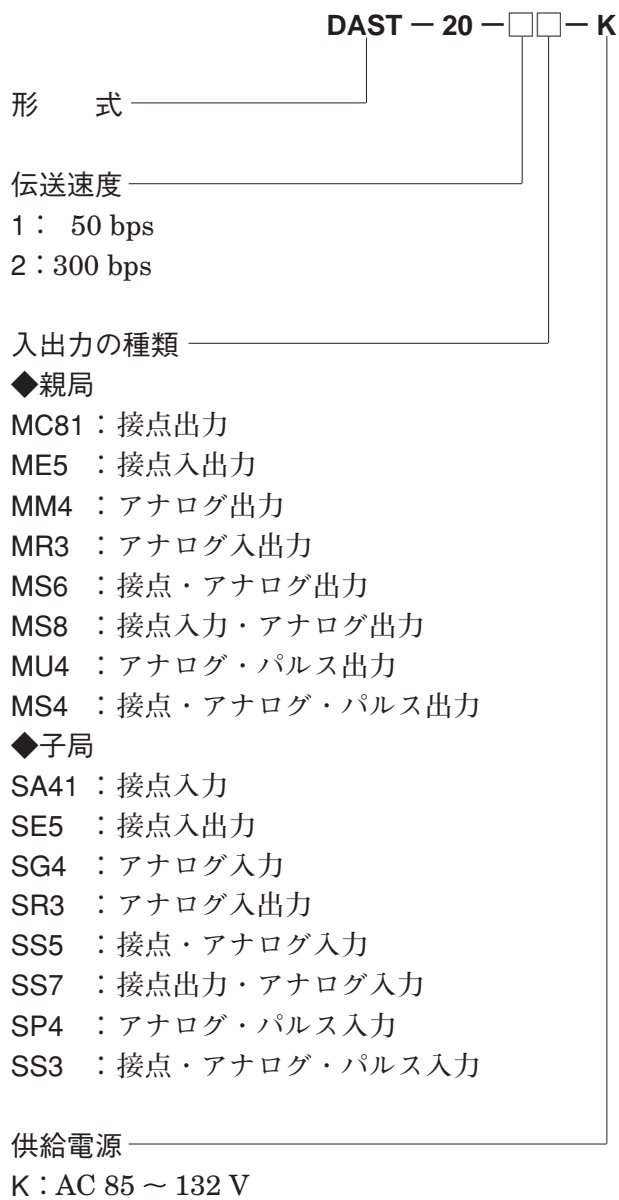 DAST－20－□□－K
形　　式
伝送速度
1： 50 bps
2：300 bps
入出力の種類
◆親局
MC81：接点出力
ME5 ：接点入出力
MM4 ：アナログ出力
MR3 ：アナログ入出力
MS6 ：接点・アナログ出力
MS8 ：接点入力・アナログ出力
MU4 ：アナログ・パルス出力
MS4 ：接点・アナログ・パルス出力
◆子局
SA41：接点入力
SE5 ：接点入出力
SG4 ：アナログ入力
SR3 ：アナログ入出力
SS5 ：接点・アナログ入力
SS7 ：接点出力・アナログ入力
SP4 ：アナログ・パルス入力
SS3 ：接点・アナログ・パルス入力
供給電源
K：AC 85 ～ 132 V